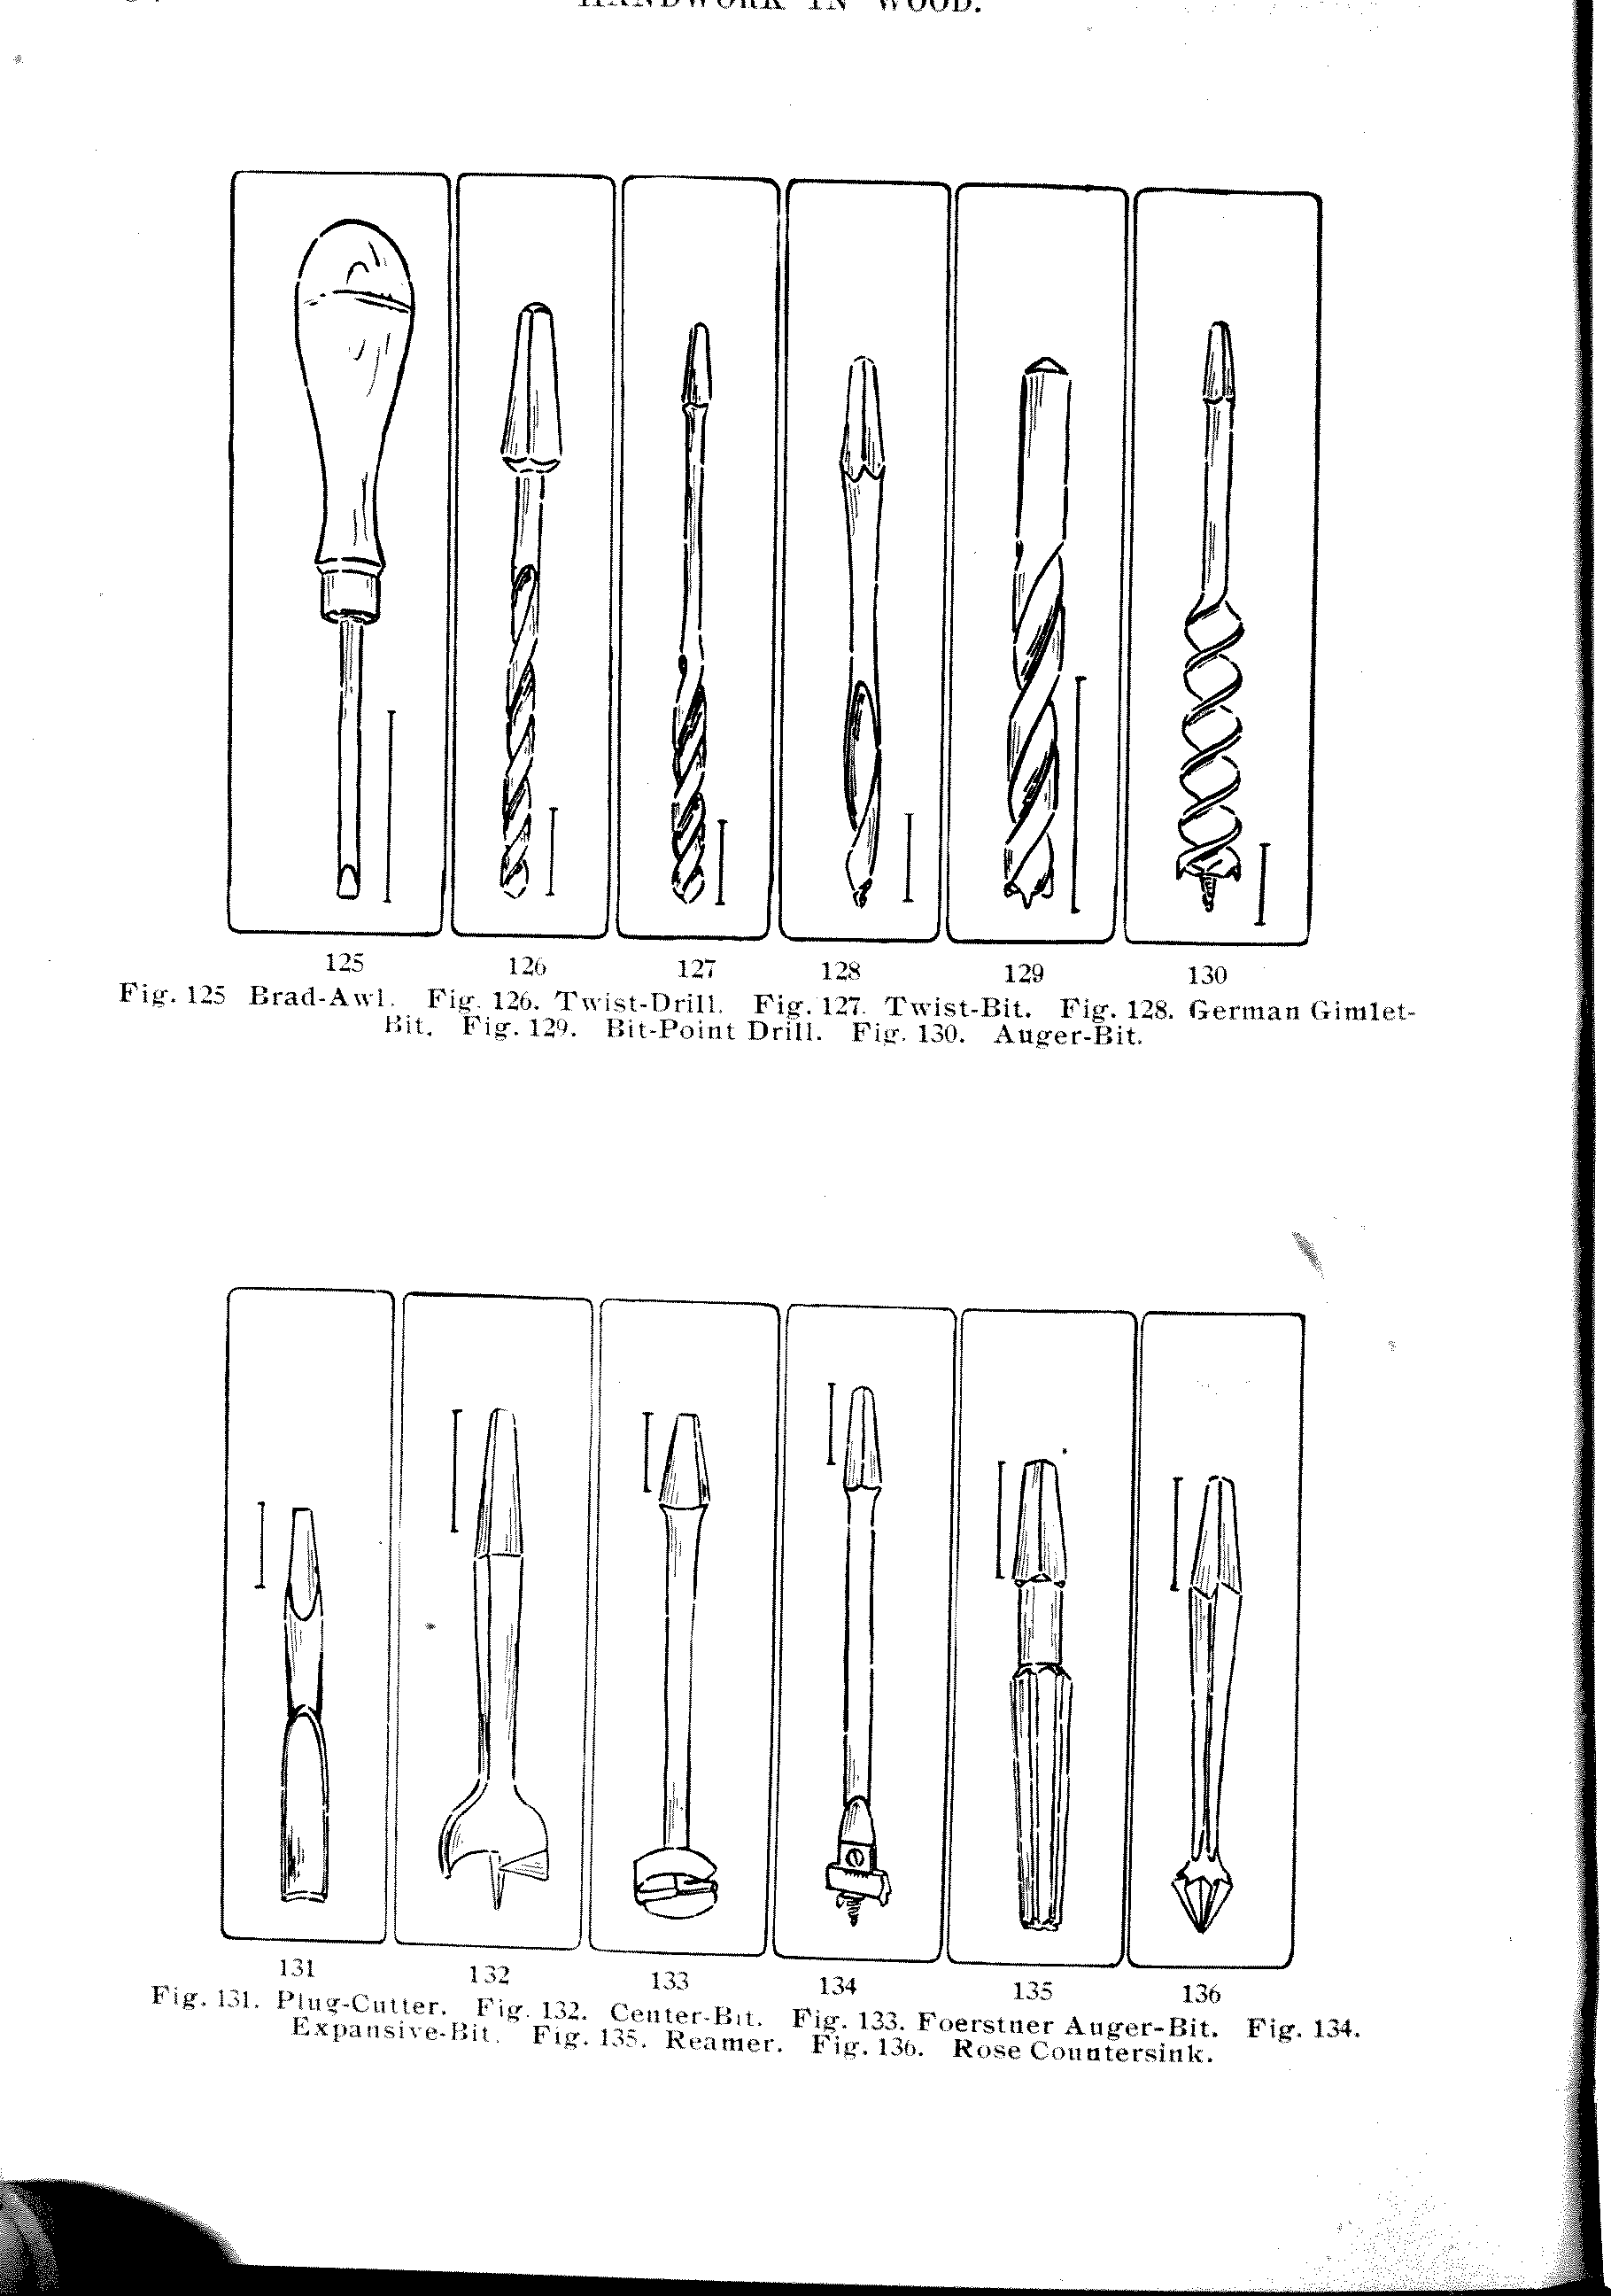 HANDWORK IN WOOD.
125 126 127 128 129 130
Fig. 125 Brad-Awl. Fig. 126. Twist-Drill. Fig. 127. Twist-Bit. Fig. 128. German Gimlet-
Bit. Fig. 129. Bit-Point Drill. Fig. 130. Auger-Bit.
131 132 133 134 135 136
Fig. 131. Plug-Cutter. Fig. 132. Center-Bit. Fig. 133. Foerstner Auger-Bit. Fig. 134.
Expansive-Bit. Fig. 135. Reamer. Fig. 136. Rose Countersink.